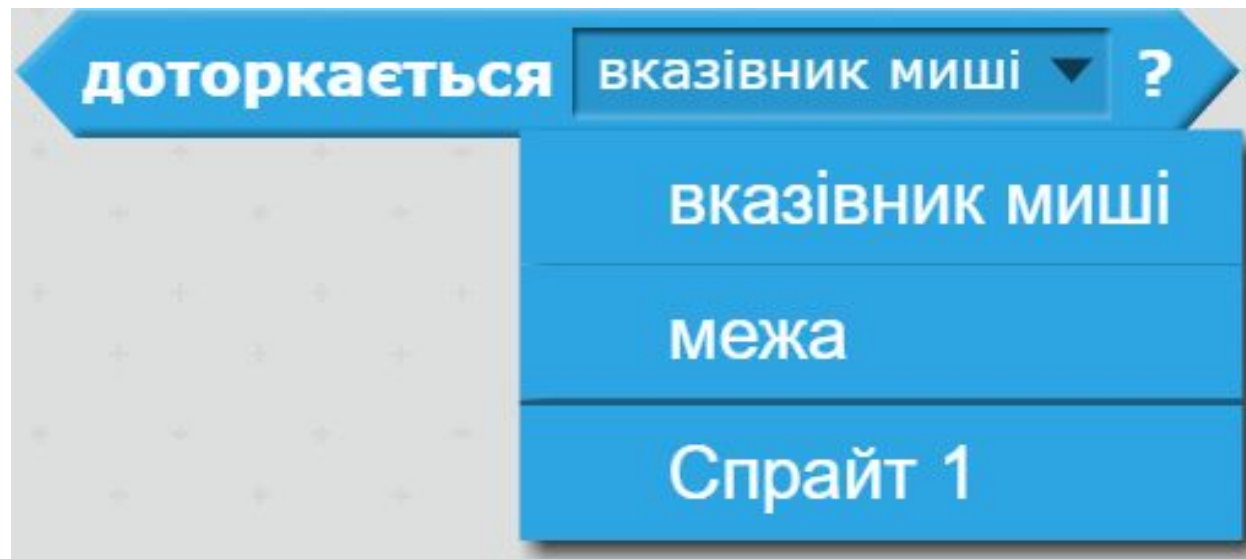 доторкається вказівник миші ?
вказівник миші
межа
Спрайт 1